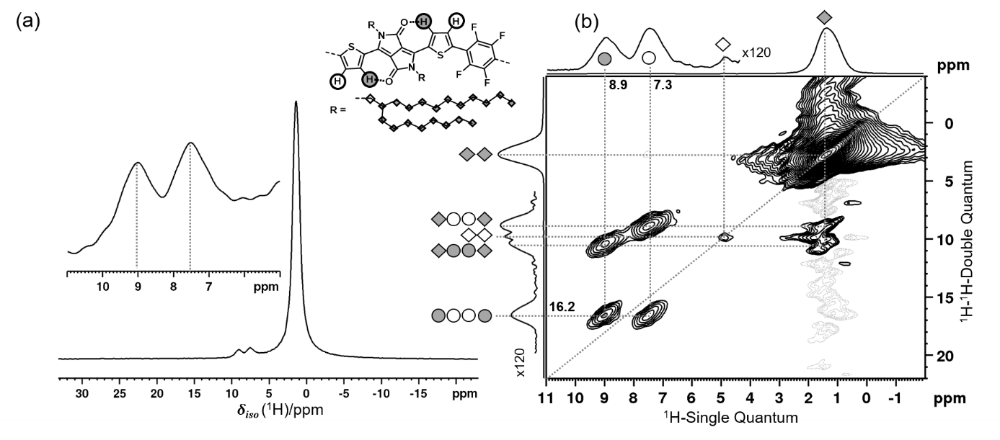 (a)
R
O
H
H
N
S
S
O
N
R
H
H
F
F
F
F
R =
10 9 8 7 ppm
30 25 20 15 10 5 0 -5 -10 -15 ppm
δiso (¹H)/ppm
(b)
x120
ppm
8.9
7.3
16.2
x120
0
5
10
15
20
¹H-¹H-Double Quantum
11 10 9 8 7 6 5 4 3 2 1 0 -1 ppm
¹H-Single Quantum